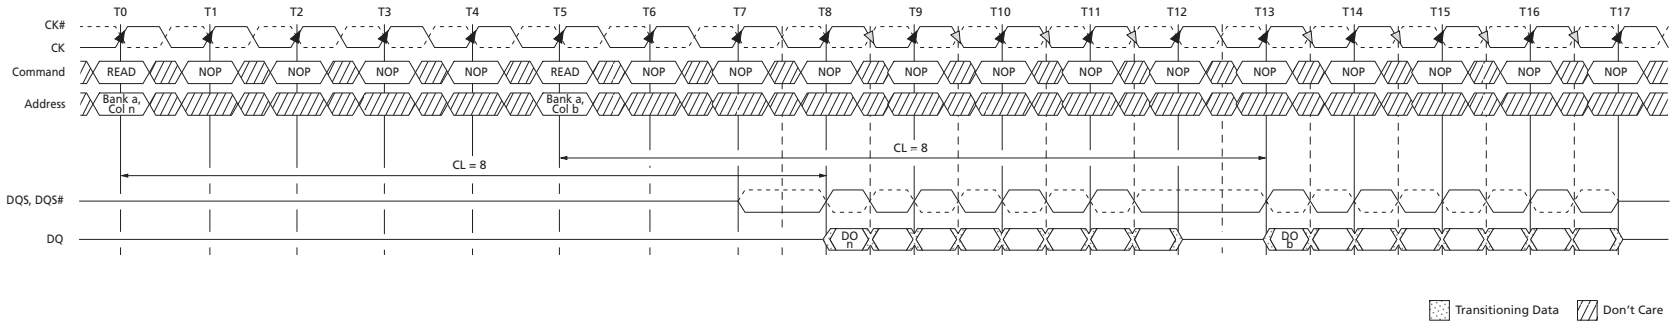 T0 T1 T2 T3 T4 T5 T6 T7 T8 T9 T10 T11 T12 T13 T14 T15 T16 T17
CK#
CK
Command READ NOP NOP NOP NOP READ NOP NOP NOP NOP NOP NOP NOP NOP NOP NOP NOP NOP
Address Bank a, Col n Bank a, Col b
CL = 8
CL = 8
DQS, DQS#
DQ DO n DO b
Transitioning Data Don't Care